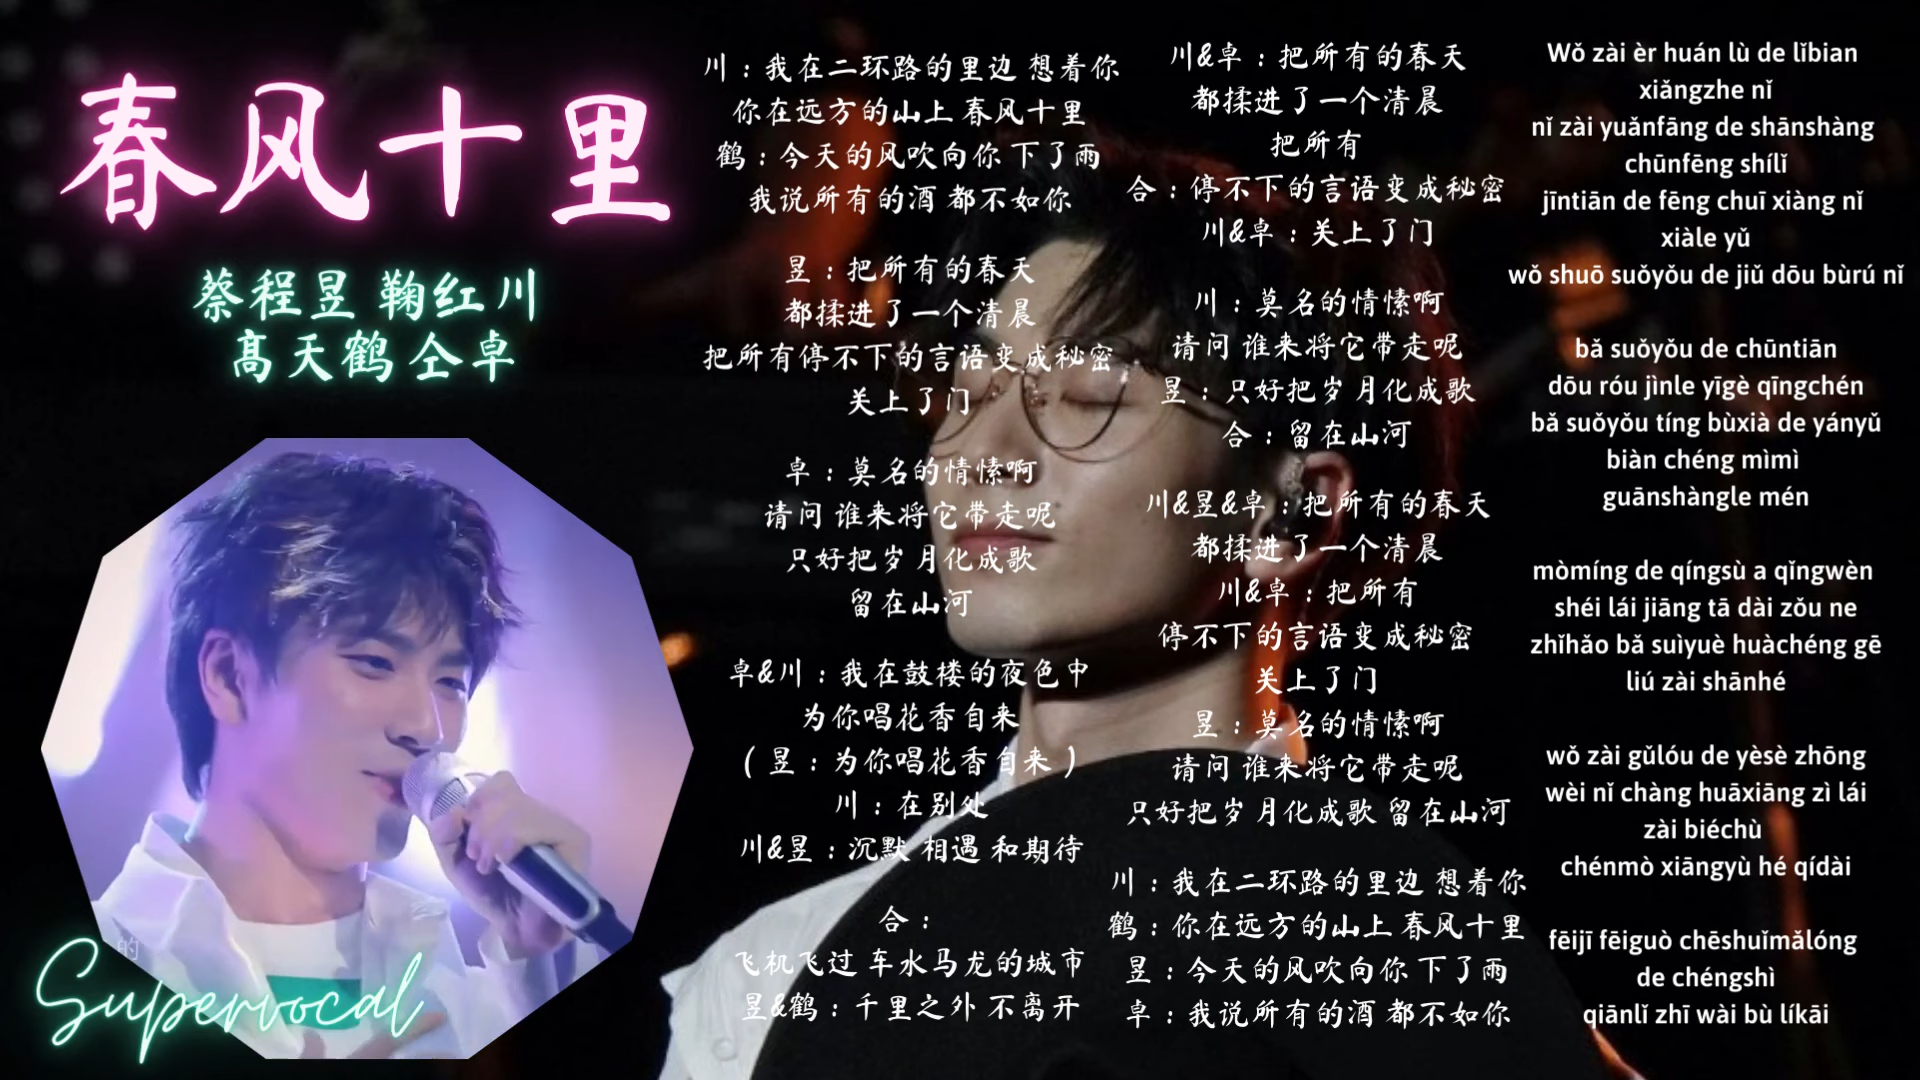 春风十里
蔡程昱 鞠红川
高天鹤 仝卓
的
Supervocal
川：我在二环路的里边 想着你
你在远方的山上 春风十里
鹤：今天的风吹向你 下了雨
我说所有的酒 都不如你
昱：把所有的春天
都揉进了一个清晨
把所有停不下的言语变成秘密
关上了门
卓：莫名的情愫啊
请问 谁来将它带走呢
只好把岁月化成歌
留在山河
卓&川：我在鼓楼的夜色中
为你唱花香自来
（昱：为你唱花香自来）
川：在别处
川&昱：沉默 相遇 和期待
合：
飞机飞过 车水马龙的城市
昱&鹤：千里之外 不离开
川&卓：把所有的春天
都揉进了一个清晨
把所有
合：停不下的言语变成秘密
川&卓：关上了门
川：莫名的情愫啊
请问 谁来将它带走呢
昱：只好把岁月化成歌
合：留在山河
川&昱&卓：把所有的春天
都揉进了一个清晨
川&卓：把所有
停不下的言语变成秘密
关上了门
昱：莫名的情愫啊
请问 谁来将它带走呢
只好把岁月化成歌 留在山河
川：我在二环路的里边 想着你
鹤：你在远方的山上 春风十里
昱：今天的风吹向你 下了雨
卓：我说所有的酒 都不如你
Wǒ zài èr huán lù de lǐbian
xiǎngzhe nǐ
nǐ zài yuǎnfāng de shānshàng
chūnfēng shílǐ
jīntiān de fēng chuī xiàng nǐ
xiàle yǔ
wǒ shuō suǒyǒu de jiǔ dōu bùrú nǐ
bǎ suǒyǒu de chūntiān
dōu róu jìnle yīgè qīngchén
bǎ suǒyǒu tíng bùxià de yányǔ
biàn chéng mìmì
guānshàngle mén
mòmíng de qíngsù a qǐngwèn
shéi lái jiāng tā dài zǒu ne
zhǐhǎo bǎ suìyuè huàchéng gē
liú zài shānhé
wǒ zài gǔlóu de yèsè zhōng
wèi nǐ chàng huāxiāng zì lái
zài biéchù
chénmò xiāngyù hé qídài
fēijī fēiguò chēshuǐmǎlóng
de chéngshì
qiānlǐ zhī wài bù líkāi